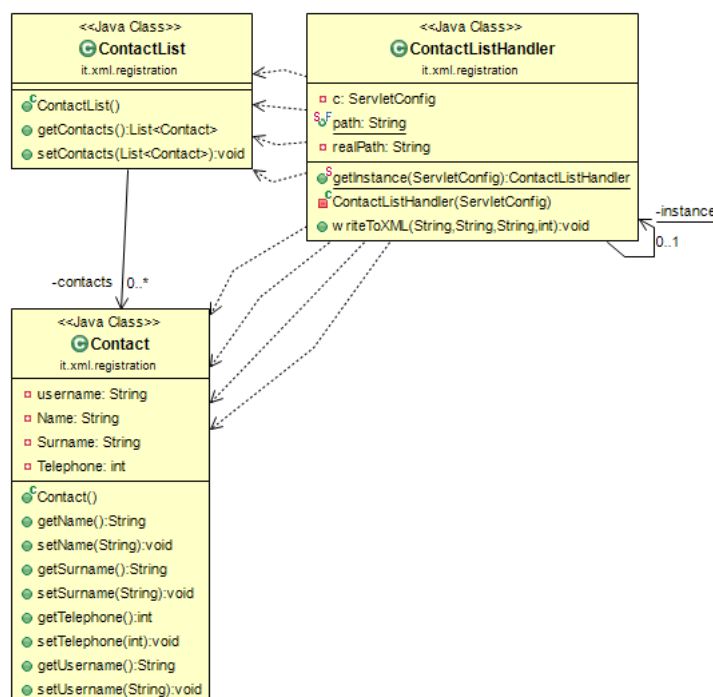 <<Java Class>>
ContactList
it.xml.registration
ContactList()
getContacts():List<Contact>
setContacts(List<Contact>):void
<<Java Class>>
ContactListHandler
it.xml.registration
c: ServletConfig
path: String
realPath: String
getInstance(ServletConfig):ContactListHandler
ContactListHandler(ServletConfig)
writeToXML(String,String,String,int):void
-instance
0..1
-contacts
0..*
<<Java Class>>
Contact
it.xml.registration
username: String
Name: String
Surname: String
Telephone: int
Contact()
getName():String
setName(String):void
getSurname():String
setSurname(String):void
getTelephone():int
setTelephone(int):void
getUsername():String
setUsername(String):void